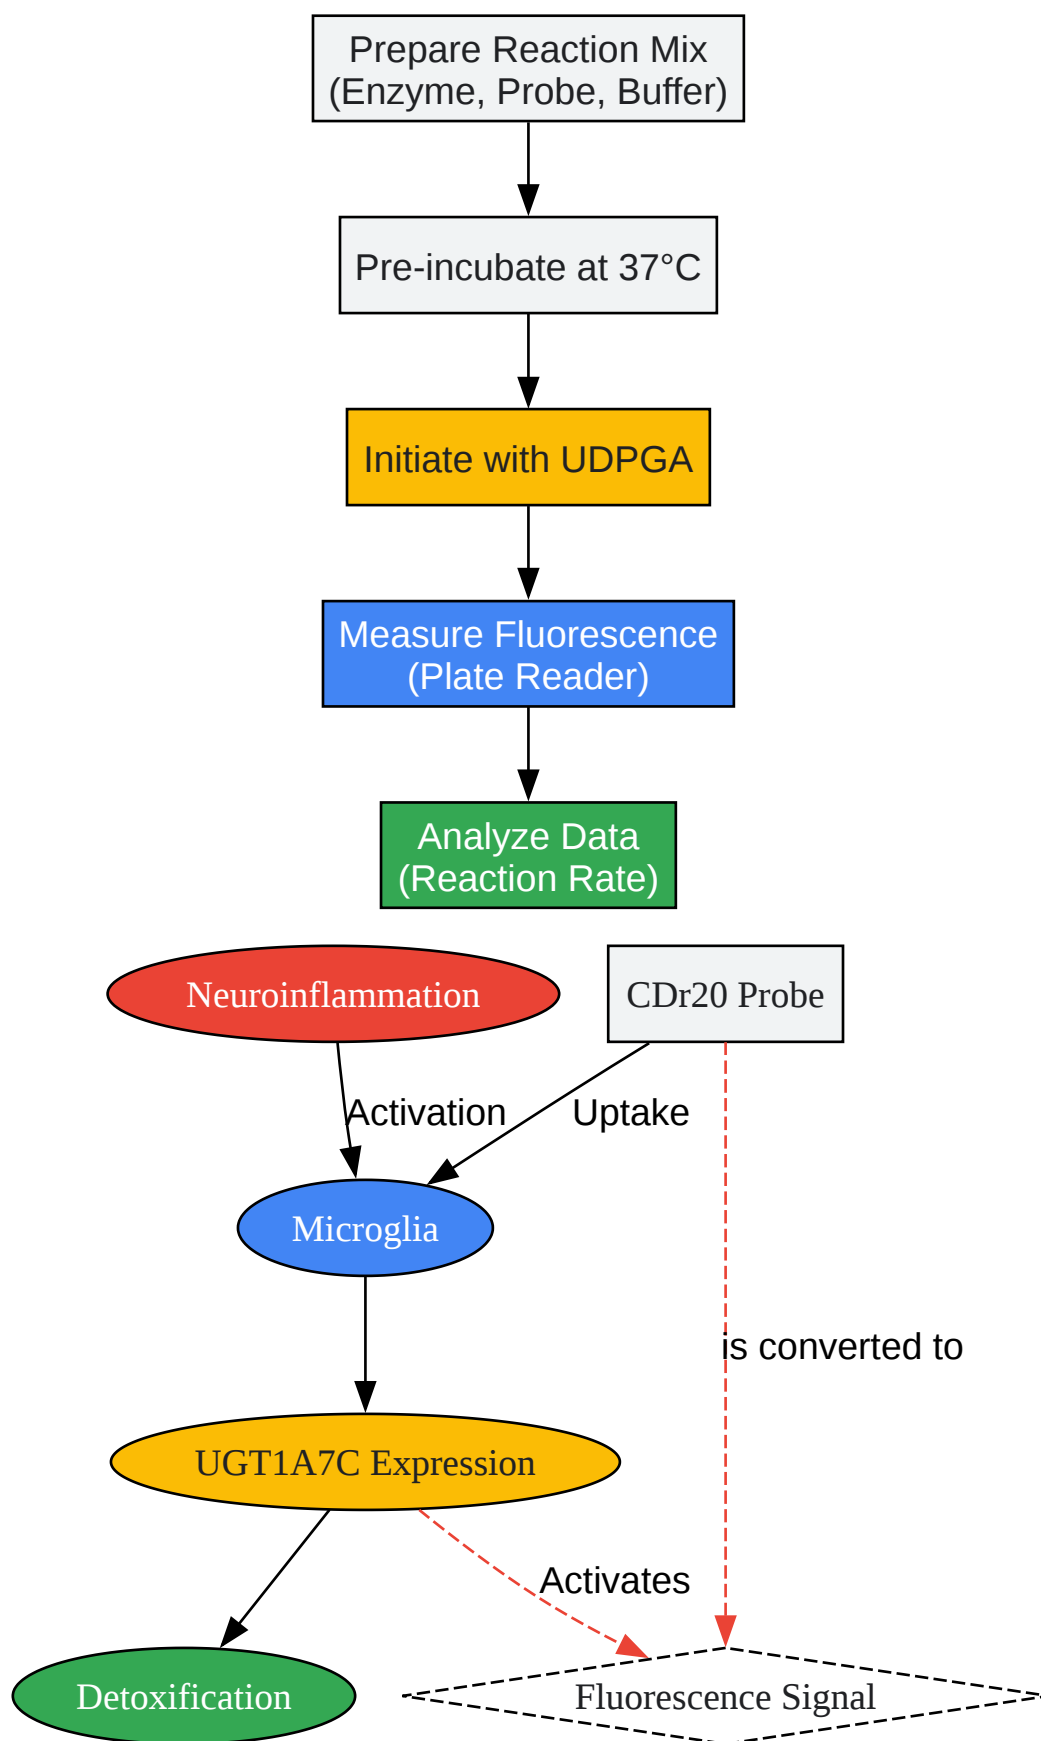 Prepare Reaction Mix
(Enzyme, Probe, Buffer)
Pre-incubate at 37°C
Initiate with UDPGA
Measure Fluorescence
(Plate Reader)
Analyze Data
(Reaction Rate)
Neuroinflammation
CDr20 Probe
Activation
Uptake
Microglia
is converted to
UGT1A7C Expression
Activates
Detoxification
Fluorescence Signal